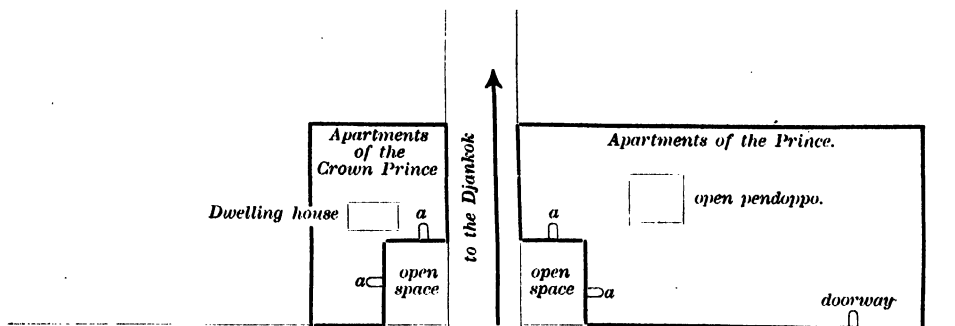 Apartments
of the
Crown Prince
Dwelling house
a
a
open
space
to the Djankok
Apartments of the Prince.
open pendoppo.
a
open
space
a
doorway